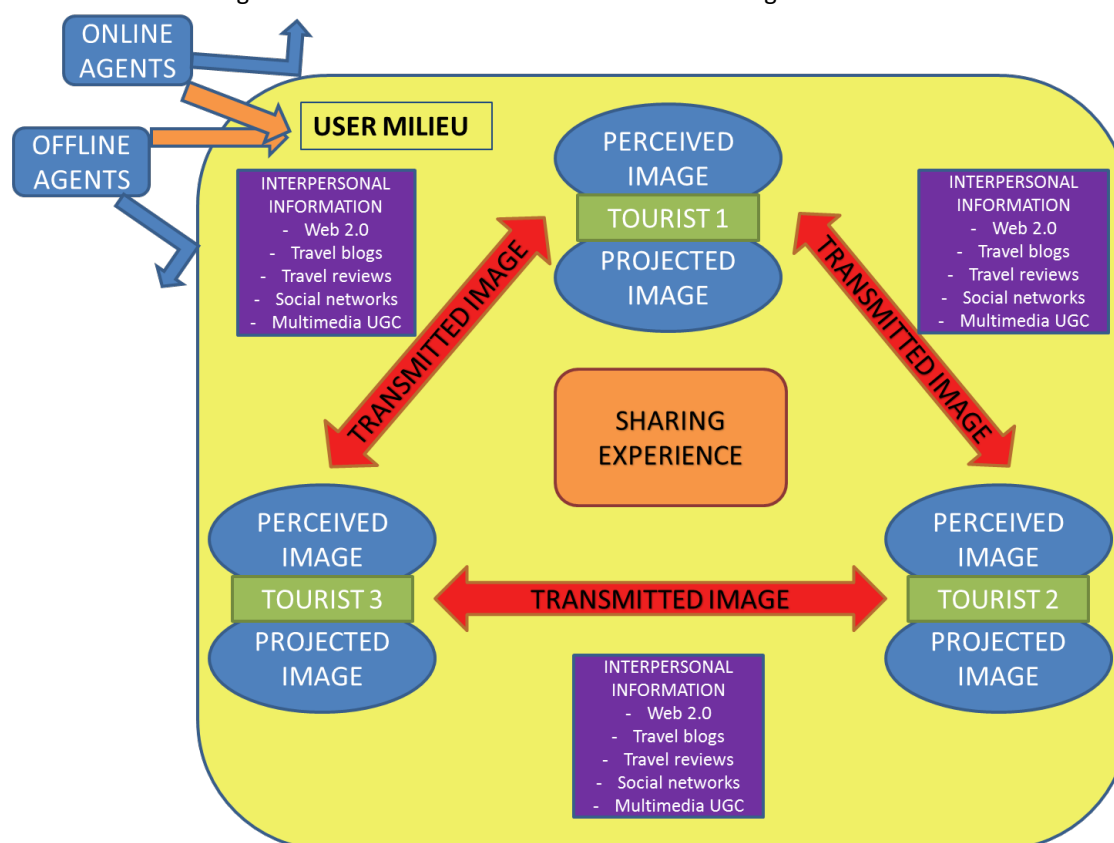 ONLINE
AGENTS
OFFLINE
AGENTS
USER MILIEU
INTERPERSONAL
INFORMATION
- Web 2.0
- Travel blogs
- Travel reviews
- Social networks
- Multimedia UGC
PERCEIVED
IMAGE
TOURIST 1
PROJECTED
IMAGE
INTERPERSONAL
INFORMATION
- Web 2.0
- Travel blogs
- Travel reviews
- Social networks
- Multimedia UGC
TRANSMITTED IMAGE
TRANSMITTED IMAGE
SHARING
EXPERIENCE
PERCEIVED
IMAGE
TOURIST 3
PROJECTED
IMAGE
TRANSMITTED IMAGE
PERCEIVED
IMAGE
TOURIST 2
PROJECTED
IMAGE
INTERPERSONAL
INFORMATION
- Web 2.0
- Travel blogs
- Travel reviews
- Social networks
- Multimedia UGC